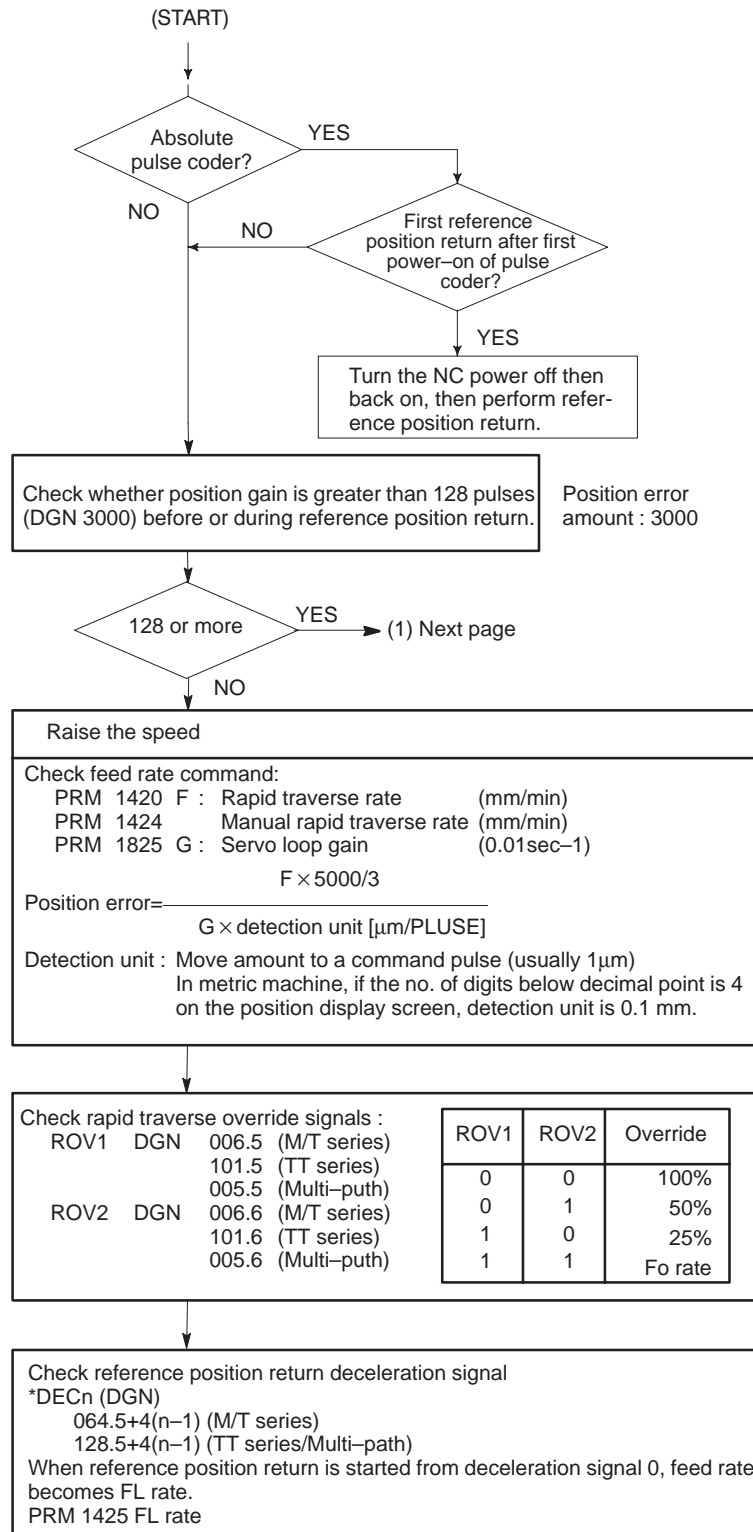 (START)
Absolute
pulse coder?
YES
NO
First reference
position return after first
power–on of pulse
coder?
NO
YES
Turn the NC power off then
back on, then perform refer-
ence position return.
Check whether position gain is greater than 128 pulses
(DGN 3000) before or during reference position return.
Position error
amount : 3000
128 or more
YES
(1) Next page
NO
Raise the speed
Check feed rate command:
PRM 1420 F : Rapid traverse rate (mm/min)
PRM 1424 Manual rapid traverse rate (mm/min)
PRM 1825 G : Servo loop gain (0.01sec–1)
F × 5000/3
Position error=
G × detection unit [μm/PLUSE]
Detection unit : Move amount to a command pulse (usually 1μm)
In metric machine, if the no. of digits below decimal point is 4
on the position display screen, detection unit is 0.1 mm.
Check rapid traverse override signals :
ROV1 DGN 006.5 (M/T series)
101.5 (TT series)
005.5 (Multi–puth)
ROV2 DGN 006.6 (M/T series)
101.6 (TT series)
005.6 (Multi–puth)
ROV1 ROV2 Override
0 0 100%
0 1 50%
1 0 25%
1 1 Fo rate
Check reference position return deceleration signal
*DECn (DGN)
064.5+4(n–1) (M/T series)
128.5+4(n–1) (TT series/Multi–path)
When reference position return is started from deceleration signal 0, feed rate
becomes FL rate.
PRM 1425 FL rate